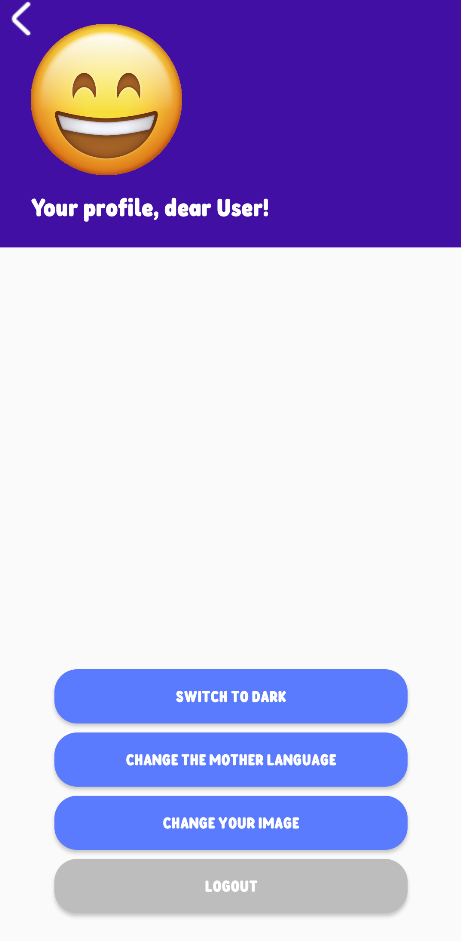 Your profile, dear User!
SWITCH TO DARK
CHANGE THE MOTHER LANGUAGE
CHANGE YOUR IMAGE
LOGOUT